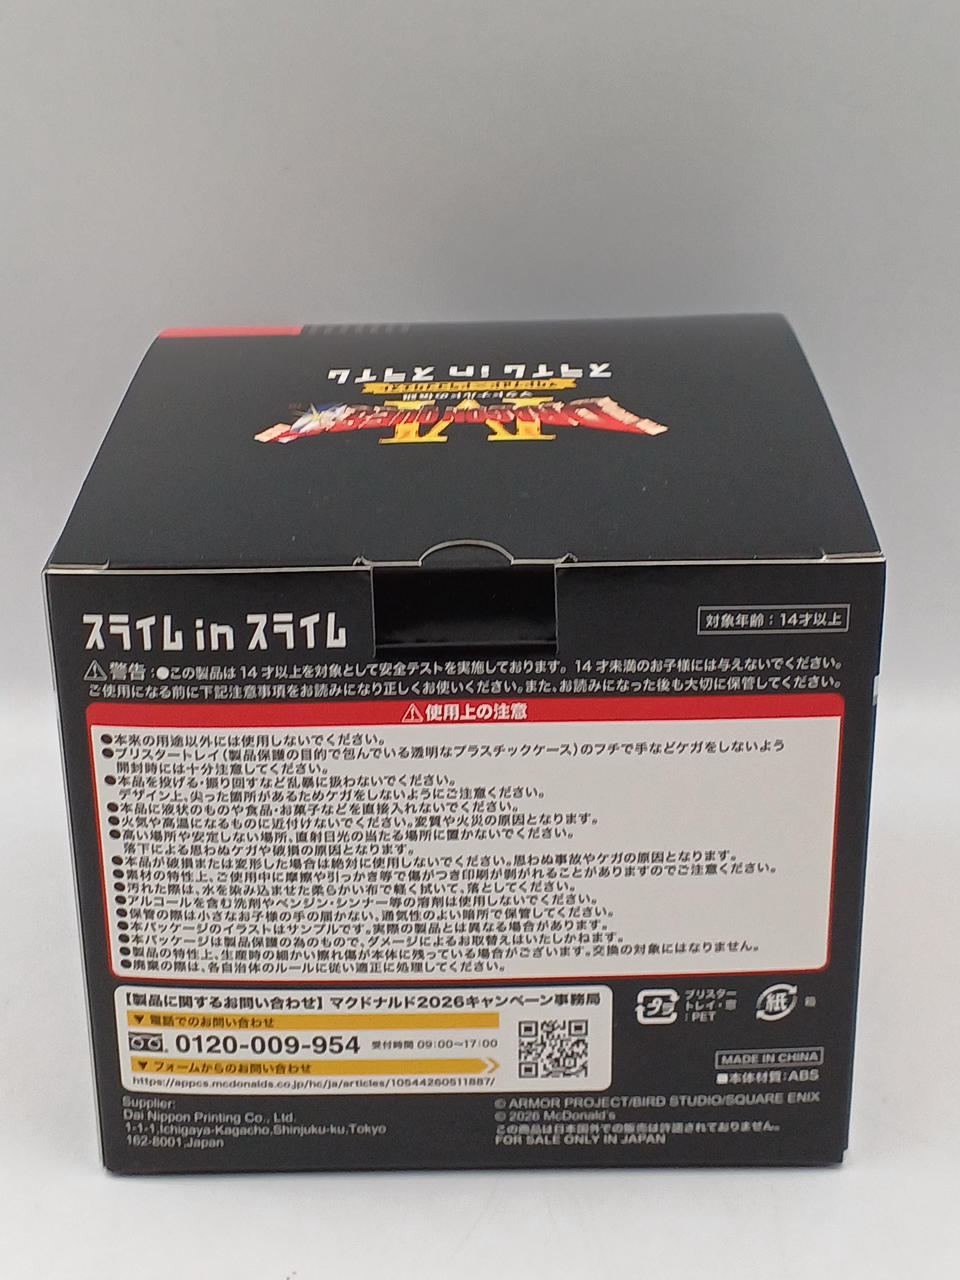 スライム in スライム
DRAGON QUEST
スライム in スライム
対象年齢：14才以上
⚠警告：●この製品は 14 才以上を対象として安全テストを実施しております。14 才未満のお子様には与えないでください。
ご使用になる前に下記注意事項をお読みになり正しくお使いください。また、お読みになった後も大切に保管してください。
⚠使用上の注意
●本来の用途以外には使用しないでください。
●ブリスタートレイ(製品保護の目的で包んでいる透明なプラスチックケース)のフチで手などケガをしないよう
開封時には十分注意してください。
●本品を投げる・振り回すなど乱暴に扱わないでください。
デザイン上、尖った箇所があるためケガをしないようにご注意ください。
●本品に液状のものや食品・お菓子などを直接入れないでください。
●火気や高温になるものに近付けないでください。変質や火災の原因となります。
●高い場所や安定しない場所、直射日光の当たる場所に置かないでください。
落下による思わぬケガや破損の原因となります。
●本品が破損または変形した場合は絶対に使用しないでください。思わぬ事故やケガの原因となります。
●素材の特性上、ご使用中に摩擦や引っかき等で傷がつき印刷が剥がれることがありますのでご注意ください。
●汚れた際は、水を染み込ませた柔らかい布で軽く拭いて、落としてください。
●アルコールを含む洗剤やベンジン・シンナー等の溶剤は使用しないでください。
●保管の際は小さなお子様の手の届かない、通気性のよい暗所で保管してください。
●本パッケージのイラストはサンプルです。実際の製品とは異なる場合があります。
●本パッケージは製品保護の為のもので、ダメージによるお取替えはいたしかねます。
●製品の特性上、生産時の細かい擦れ傷が本体に残っている場合がございます。交換の対象にはなりません。
●廃棄の際は、各自治体のルールに従い適正に処理してください。
【製品に関するお問い合わせ】マクドナルド2026キャンペーン事務局
▼電話でのお問い合わせ
0120-009-954 受付時間 09:00～17:00
▼フォームからのお問い合わせ
https://appcs.mcdonalds.co.jp/hc/ja/articles/10544260511887/
プラ
ブリスター
トレイ・窓
：PET
紙 箱
MADE IN CHINA
■本体材質：ABS
Supplier:
Dai Nippon Printing Co., Ltd.
1-1-1,Ichigaya-Kagacho,Shinjuku-ku,Tokyo
162-8001,Japan
© ARMOR PROJECT/BIRD STUDIO/SQUARE ENIX
© 2026 McDonald's
この商品は日本国外での販売は許諾されておりません。
FOR SALE ONLY IN JAPAN